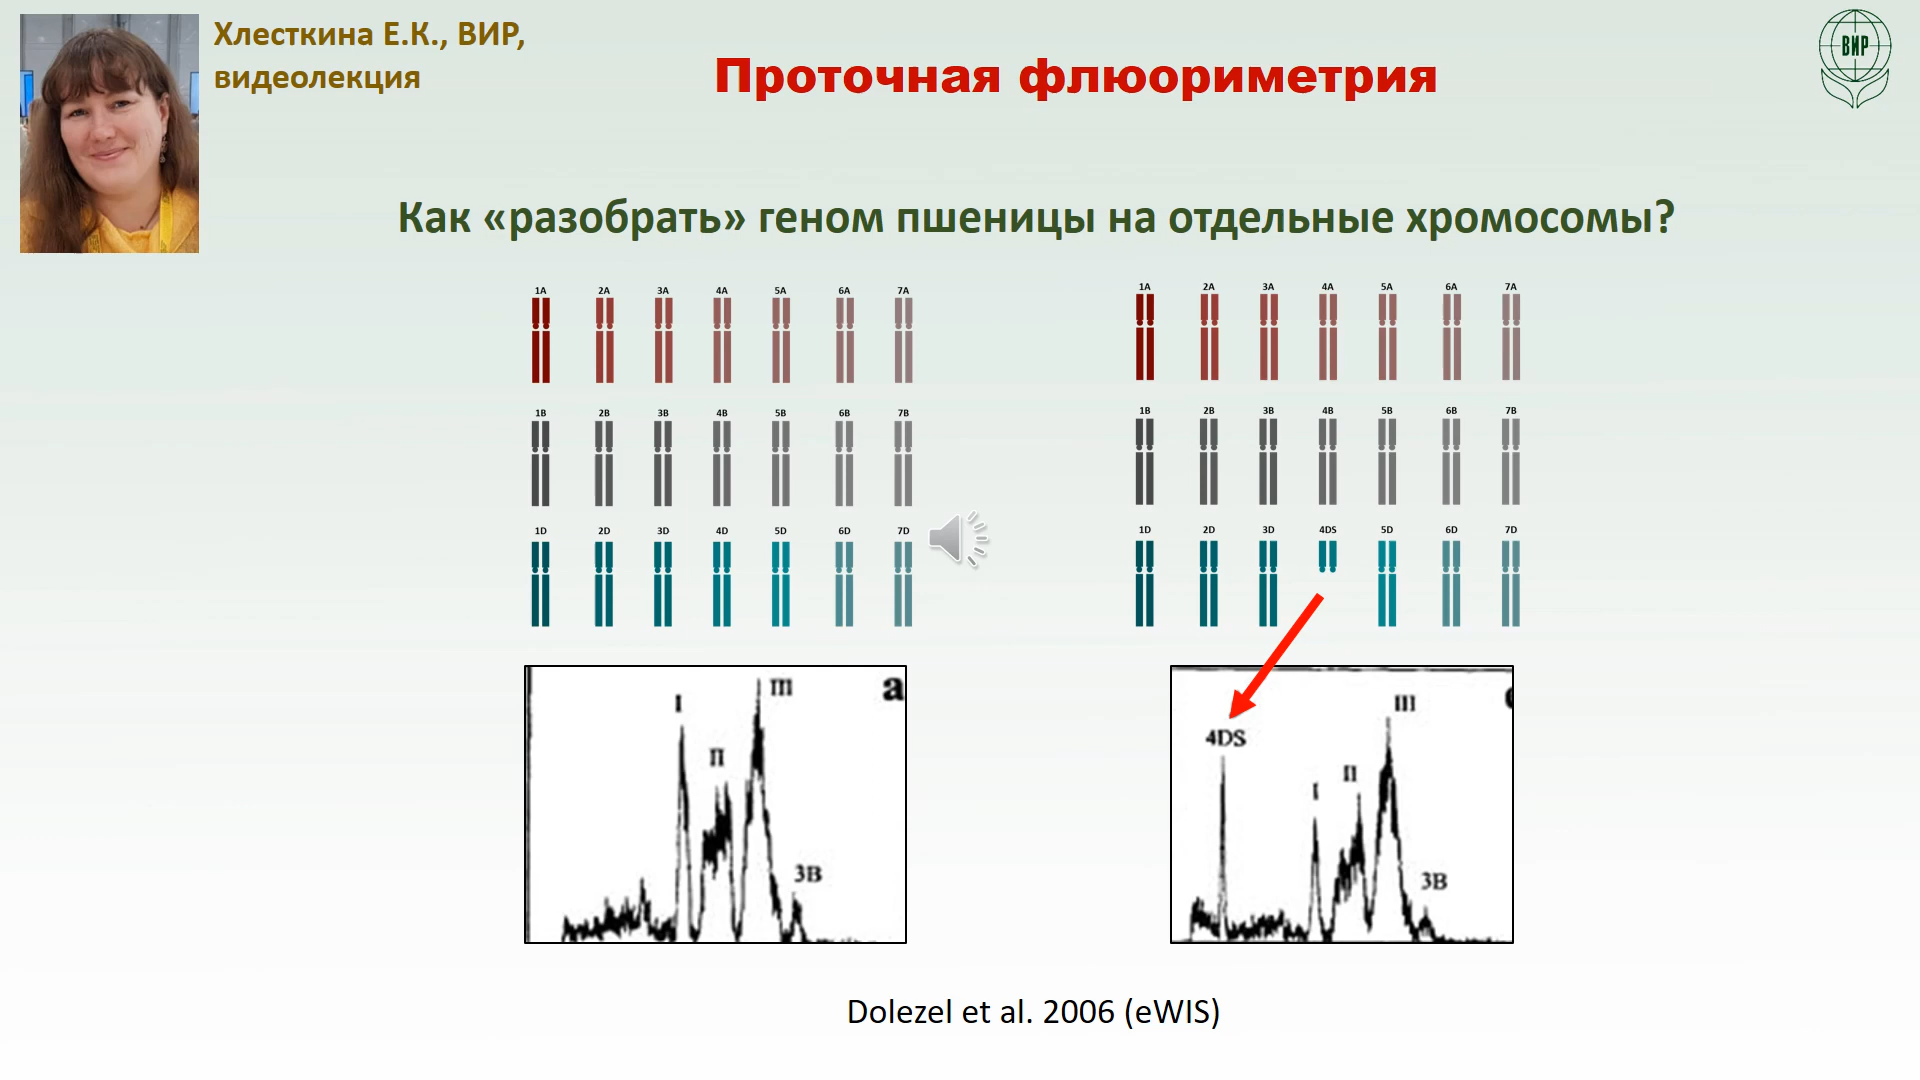 Хлесткина Е.К., ВИР,
видеолекция
Проточная флюориметрия
ВИР
Как «разобрать» геном пшеницы на отдельные хромосомы?
1A 2A 3A 4A 5A 6A 7A
1B 2B 3B 4B 5B 6B 7B
1D 2D 3D 4D 5D 6D 7D
1A 2A 3A 4A 5A 6A 7A
1B 2B 3B 4B 5B 6B 7B
1D 2D 3D 4DS 5D 6D 7D
I II III 3B a
4DS I II III 3B
Dolezel et al. 2006 (eWIS)